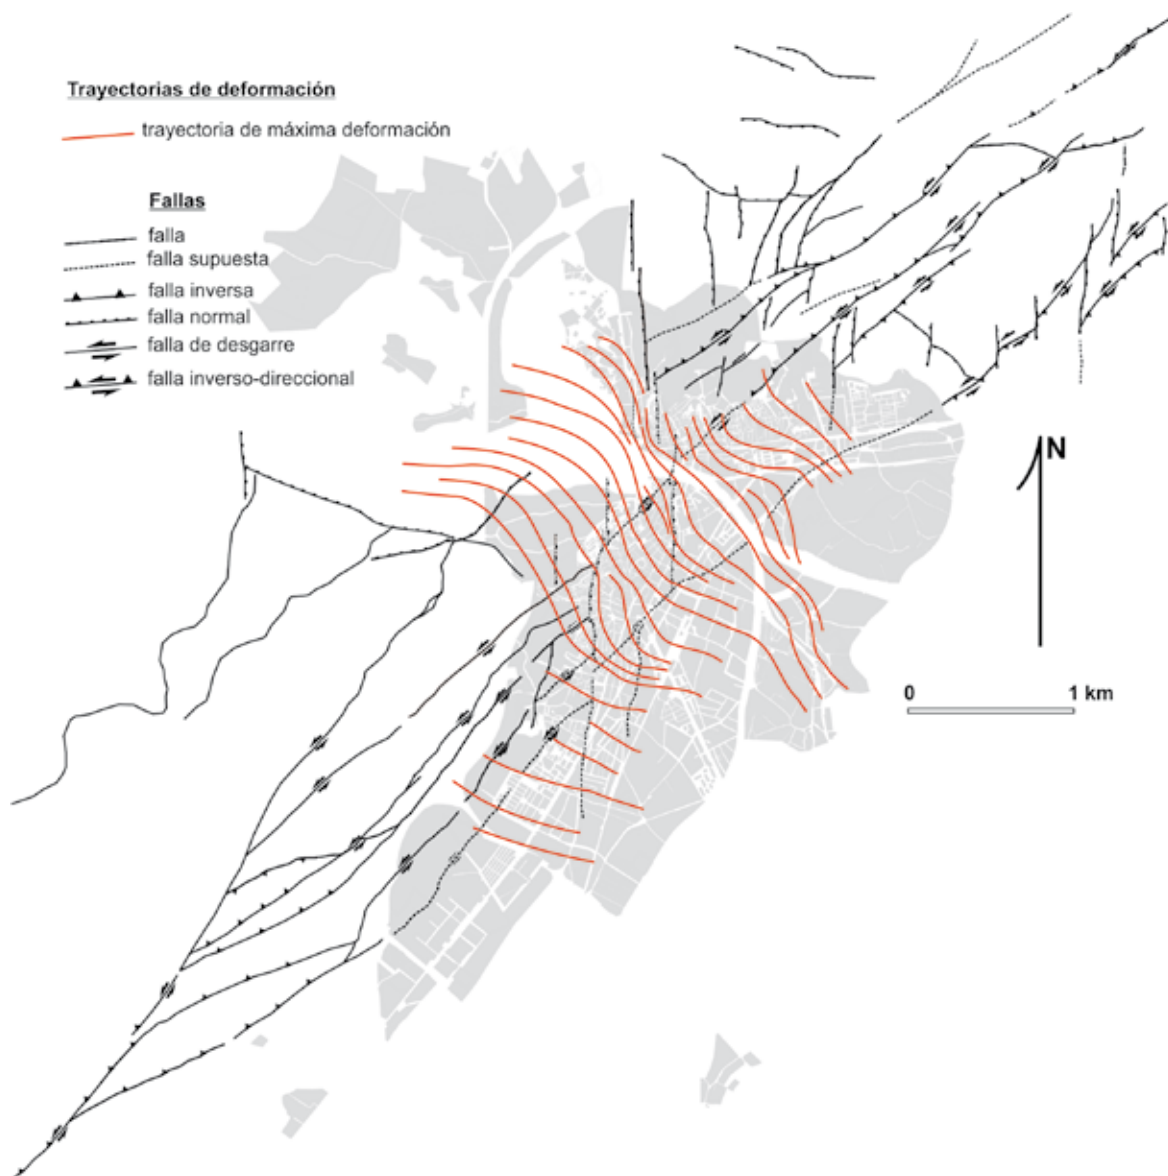 Trayectorias de deformación
trayectoria de máxima deformación
Fallas
falla
falla supuesta
falla inversa
falla normal
falla de desgarre
falla inverso-direccional
N
0 1 km